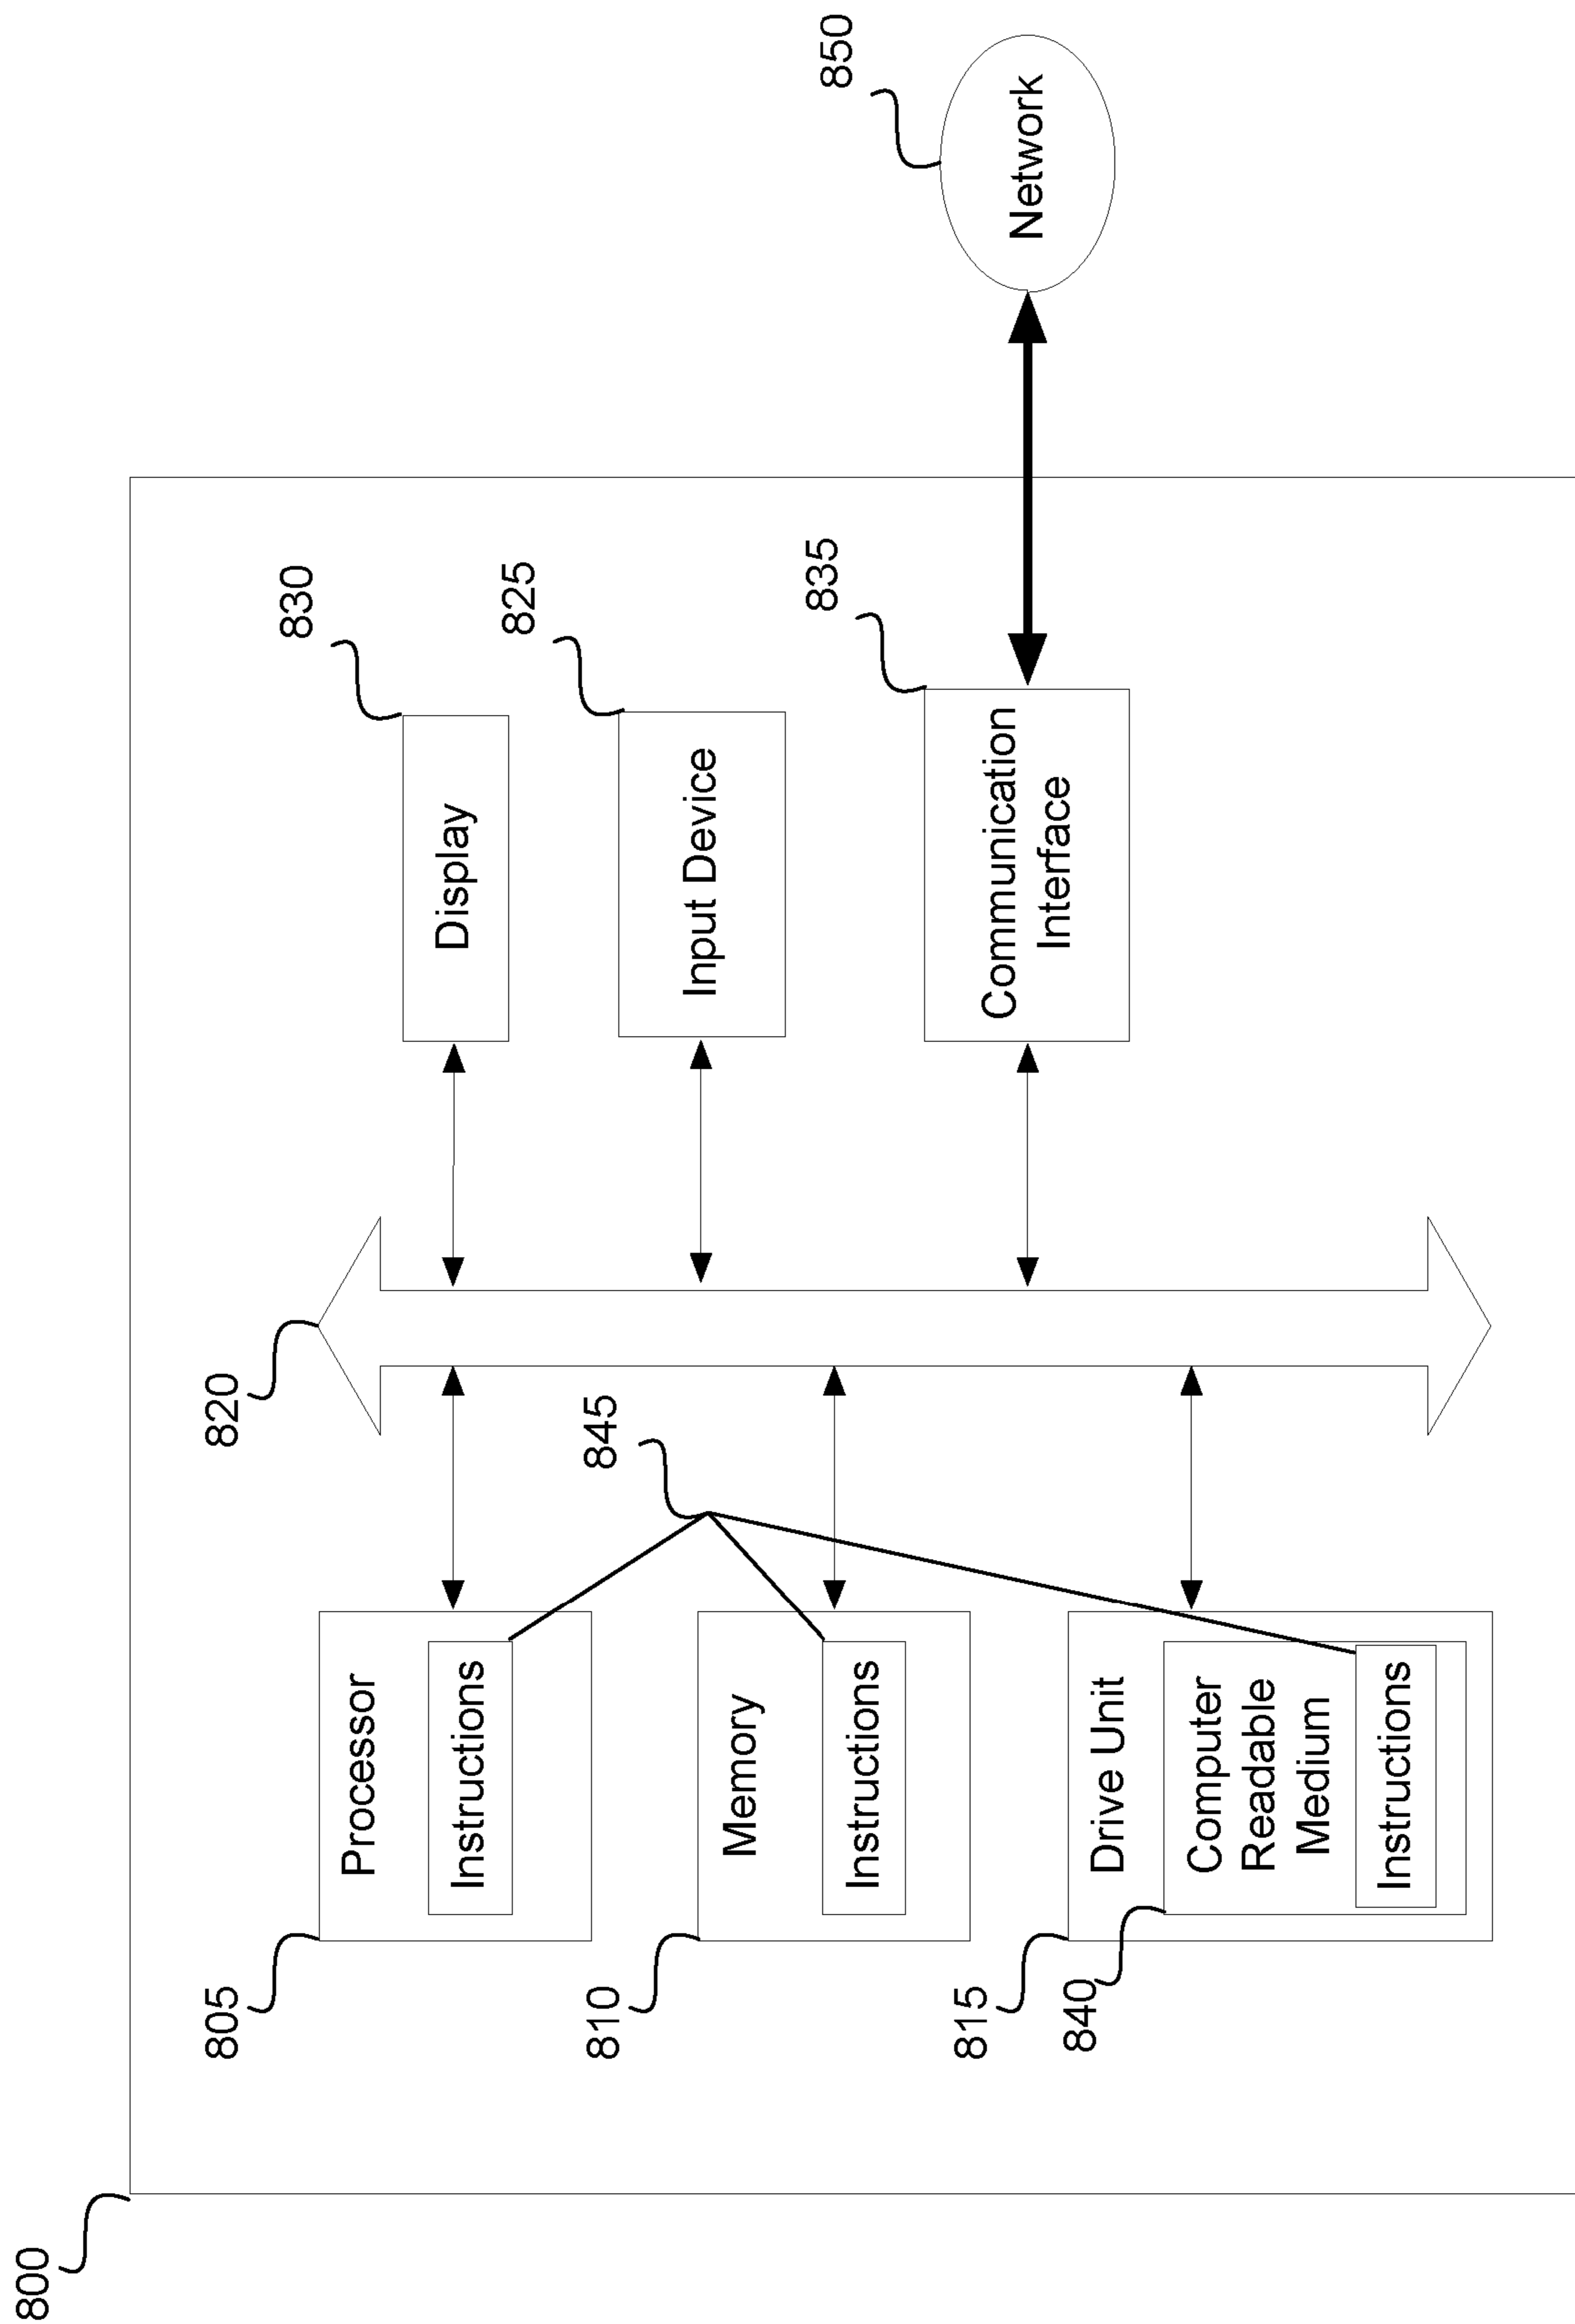 800
805
Processor
Instructions
810
Memory
Instructions
815
Drive Unit
840
Computer
Readable
Medium
Instructions
845
820
830
Display
825
Input Device
835
Communication
Interface
850
Network